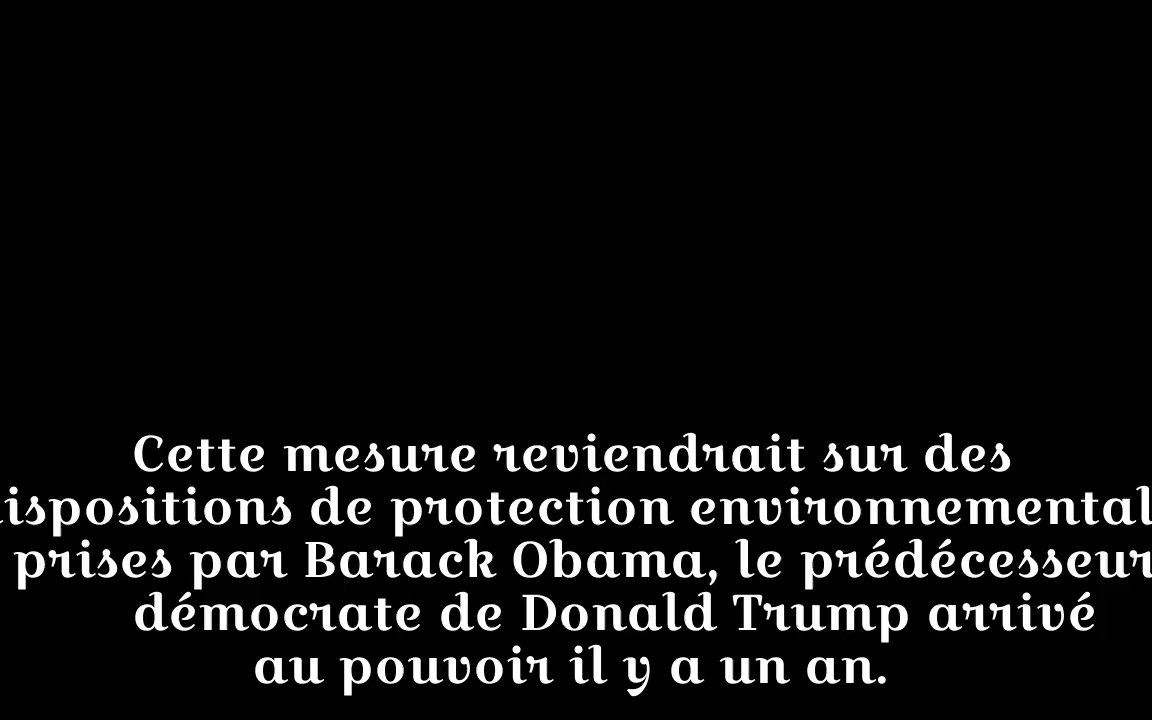 Cette mesure reviendrait sur des
ispositions de protection environnemental
prises par Barack Obama, le prédécesseur
démocrate de Donald Trump arrivé
au pouvoir il y a un an.